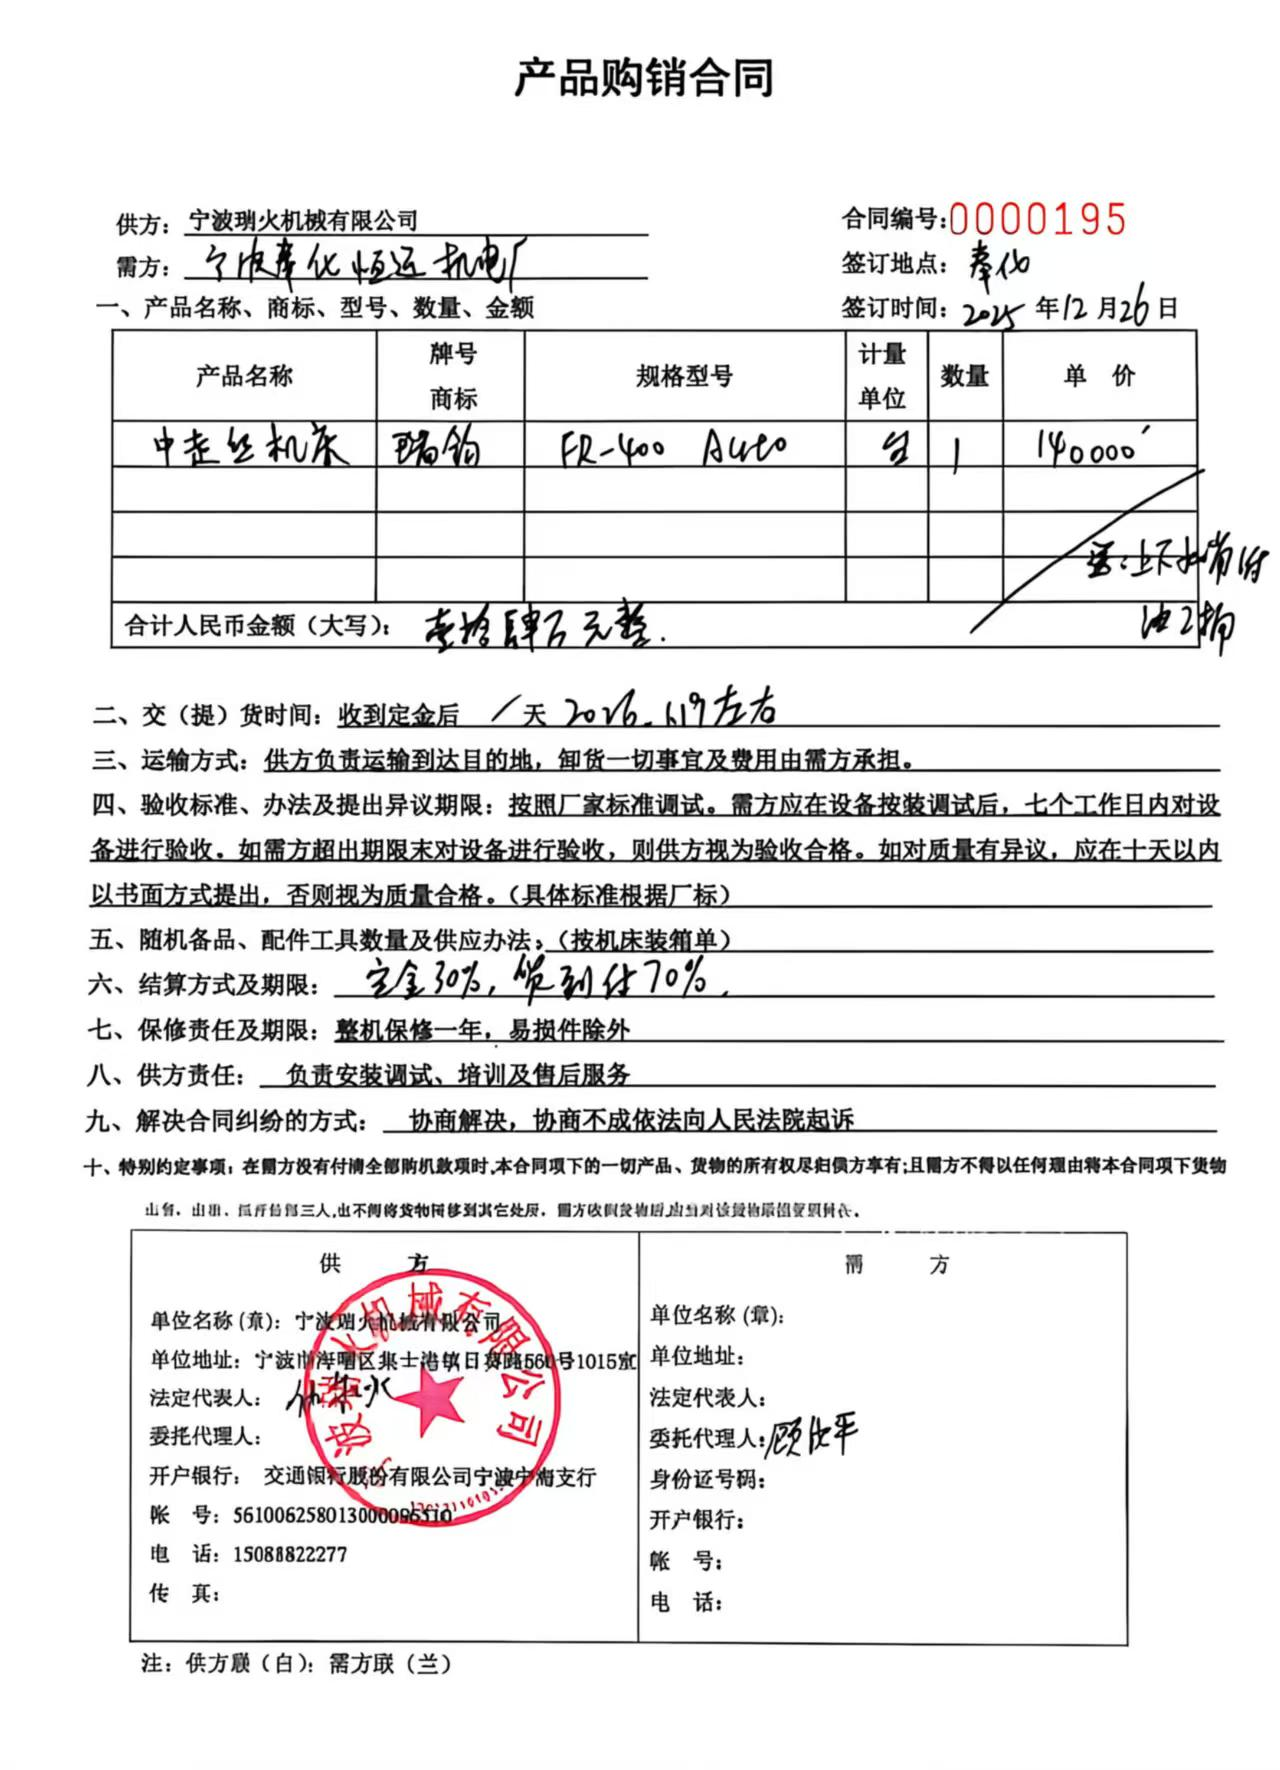 产品购销合同
供方：宁波瑞火机械有限公司
合同编号:0000195
需方：宁波奉化恒远机电厂
签订地点：奉化
一、产品名称、商标、型号、数量、金额
签订时间：2025年12月26日
产品名称 牌号商标 规格型号 计量单位 数量 单价
中走丝机床 瑞钧 FR-400 Auto 台 1 140000
油2桶
合计人民币金额（大写）：壹拾肆万元整.
二、交（提）货时间：收到定金后 / 天 2026.1.19左右
三、运输方式：供方负责运输到达目的地，卸货一切事宜及费用由需方承担。
四、验收标准、办法及提出异议期限：按照厂家标准调试。需方应在设备按装调试后，七个工作日内对设
备进行验收。如需方超出期限末对设备进行验收，则供方视为验收合格。如对质量有异议，应在十天以内
以书面方式提出，否则视为质量合格。（具体标准根据厂标）
五、随机备品、配件工具数量及供应办法：（按机床装箱单）
六、结算方式及期限：定金30%，货到付70%.
七、保修责任及期限：整机保修一年，易损件除外
八、供方责任：负责安装调试、培训及售后服务
九、解决合同纠纷的方式：协商解决，协商不成依法向人民法院起诉
十、特别约定事项：在需方没有付清全部购机款项时,本合同项下的一切产品、货物的所有权尽归供方享有;且需方不得以任何理由将本合同项下货物
供 方
单位名称(章)：宁波瑞火机械有限公司
单位地址：宁波市海曙区集士港镇 560号1015室
法定代表人：
委托代理人：
开户银行：交通银行股份有限公司宁波宁海支行
帐 号：
电 话：15088822277
传 真：
需 方
单位名称(章)：
单位地址：
法定代表人：
委托代理人：
身份证号码：
开户银行：
帐 号：
电 话：
注：供方联（白）：需方联（兰）